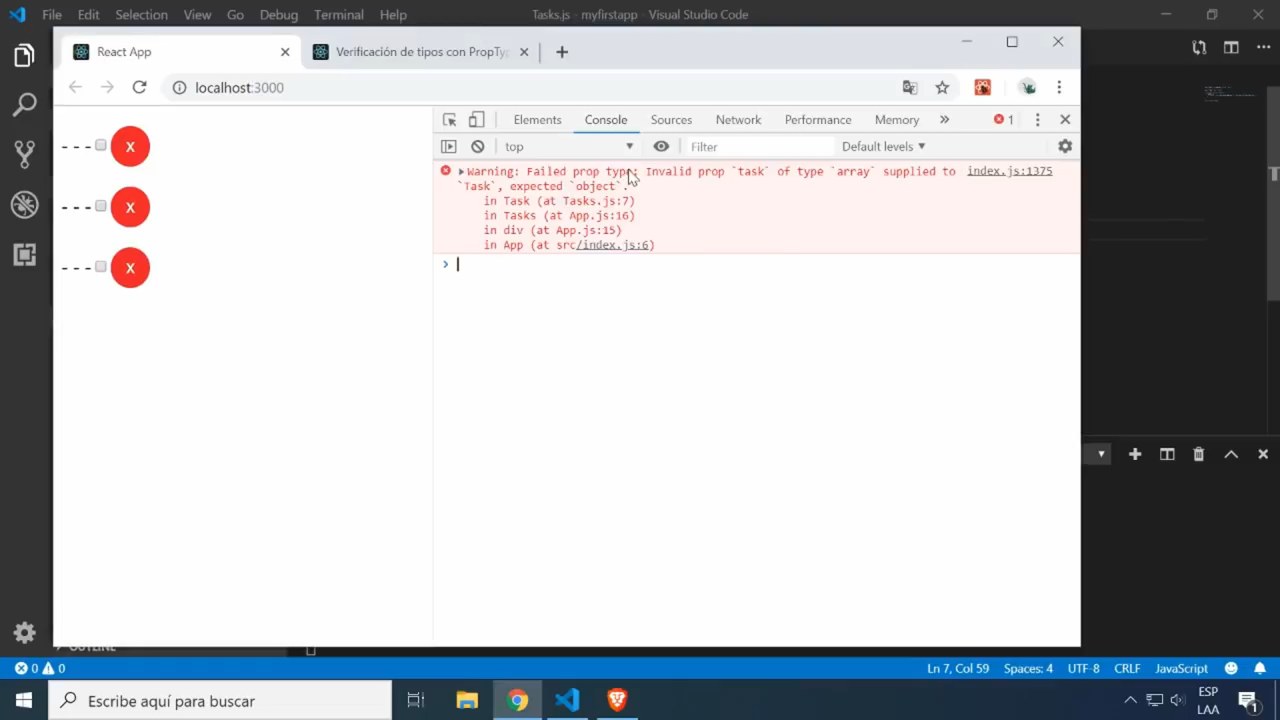 File Edit Selection View Go Debug Terminal Help Tasks.js - myfirstapp - Visual Studio Code
React App Verificación de tipos con PropTyp
localhost:3000
Elements Console Sources Network Performance Memory » 1
top Filter Default levels
- - - X
- - - X
- - - X
Warning: Failed prop type: Invalid prop `task` of type `array` supplied to index.js:1375
`Task`, expected `object`.
in Task (at Tasks.js:7)
in Tasks (at App.js:16)
in div (at App.js:15)
in App (at src/index.js:6)
OUTLINE
0 0 Ln 7, Col 59 Spaces: 4 UTF-8 CRLF JavaScript
Escribe aquí para buscar
ESP
LAA
1